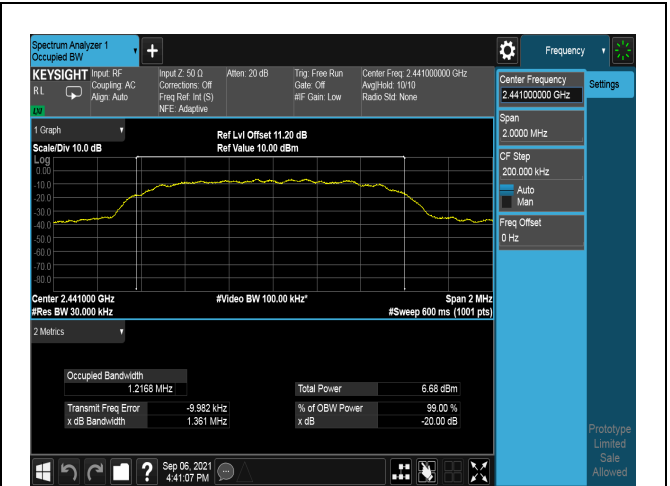 Spectrum Analyzer 1
Occupied BW
+
Frequency
KEYSIGHT Input: RF Input Z: 50 Ω Atten: 20 dB Trig: Free Run Center Freq: 2.441000000 GHz
RL Coupling: AC Corrections: Off Gate: Off Avg|Hold: 10/10
Align: Auto Freq Ref: Int (S) #IF Gain: Low Radio Std: None
NFE: Adaptive
Center Frequency
2.441000000 GHz
Settings
Span
2.0000 MHz
CF Step
200.000 kHz
Auto
Man
Freq Offset
0 Hz
1 Graph
Ref Lvl Offset 11.20 dB
Scale/Div 10.0 dB Ref Value 10.00 dBm
Log
0.00
-10.0
-20.0
-30.0
-40.0
-50.0
-60.0
-70.0
-80.0
Center 2.441000 GHz #Video BW 100.00 kHz* Span 2 MHz
#Res BW 30.000 kHz #Sweep 600 ms (1001 pts)
2 Metrics
Occupied Bandwidth
1.2168 MHz Total Power 6.68 dBm
Transmit Freq Error -9.982 kHz % of OBW Power 99.00 %
x dB Bandwidth 1.361 MHz x dB -20.00 dB
Prototype
Limited
Sale
Allowed
? Sep 06, 2021
4:41:07 PM